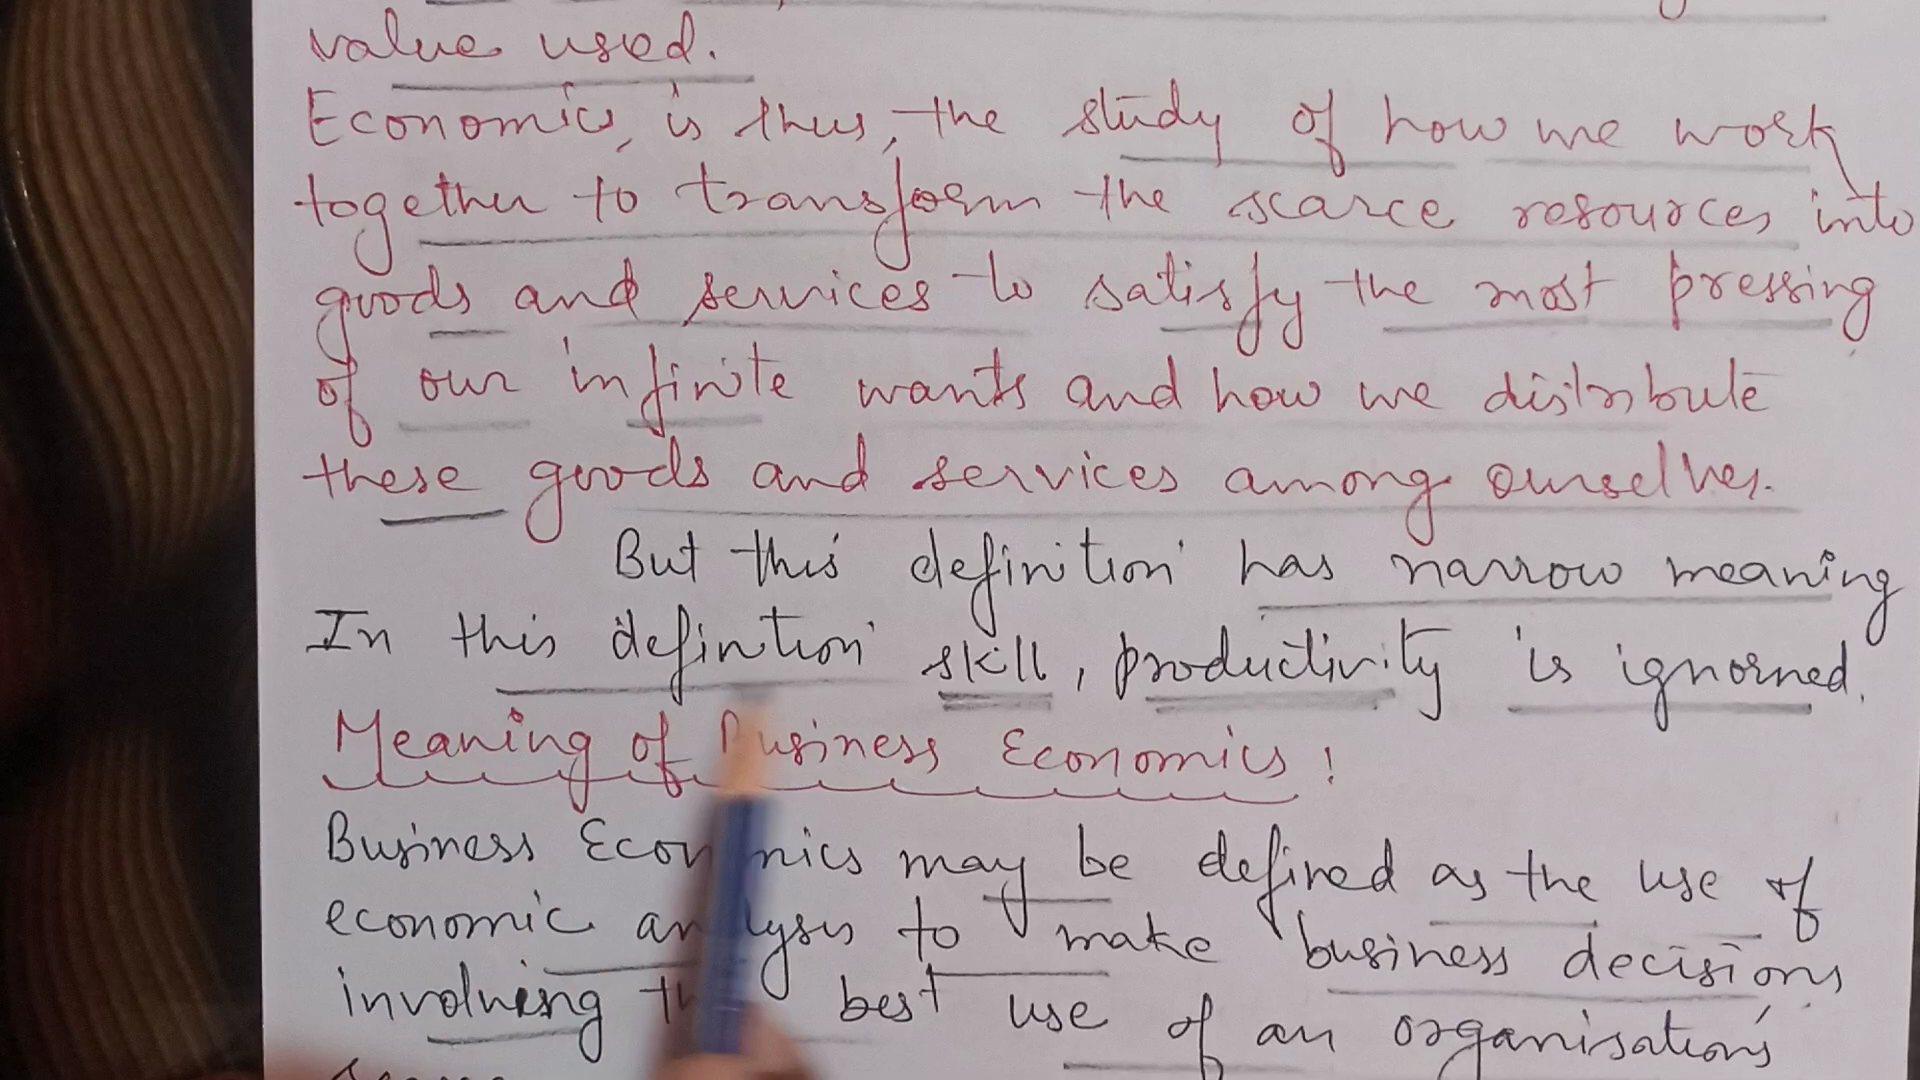 value used.
Economics, is thus, the study of how we work
together to transform the scarce resources into
goods and services to satisfy the most pressing
of our infinite wants and how we distribute
these goods and services among ourselves.
But this definition has narrow meaning
In this defintion skill, productivity is ignorned.
Meaning of Business Economics:
Business Economics may be defined as the use of
economic analysis to make business decisions
involving the best use of an organisation's